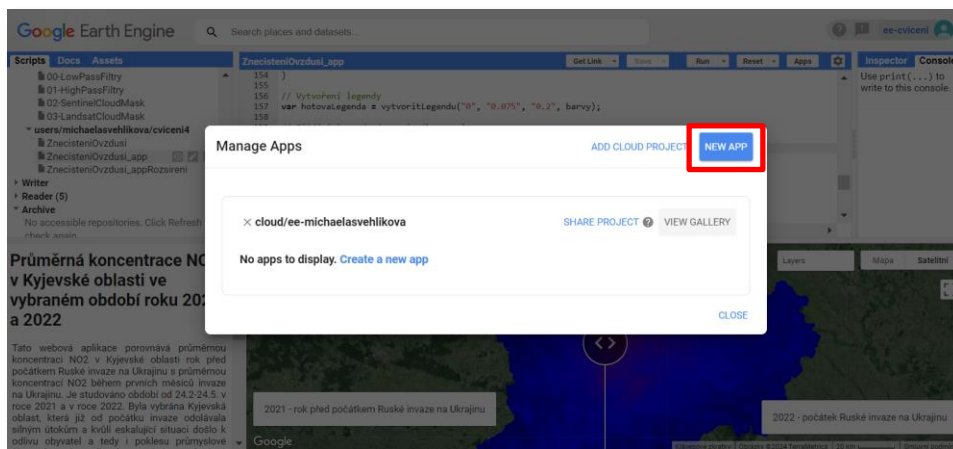 Google Earth Engine
Search places and datasets...
ee-cviceni
Scripts Docs Assets
00-LowPassFiltry
01-HighPassFiltry
02-SentinelCloudMask
03-LandsatCloudMask
users/michaelasvehlikova/cviceni4
ZnecisteniOvzdusi
ZnecisteniOvzdusi_app
ZnecisteniOvzdusi_appRozsireni
Writer
Reader (5)
Archive
No accessible repositories. Click Refresh
check again
ZnecisteniOvzdusi_app
Get Link Save Run Reset Apps
154 }
155
156 // Vytvoření legendy
157 var hotovaLegenda = vytvoritLegendu("0", "0.075", "0.2", barvy);
158
Inspector Console
Use print(...) to
write to this console.
Manage Apps
ADD CLOUD PROJECT
NEW APP
cloud/ee-michaelasvehlikova
SHARE PROJECT
VIEW GALLERY
No apps to display. Create a new app
CLOSE
Průměrná koncentrace NO
v Kyjevské oblasti ve
vybraném období roku 202
a 2022
Tato webová aplikace porovnává průměrnou
koncentraci NO2 v Kyjevské oblasti rok před
počátkem Ruské invaze na Ukrajinu s průměrnou
koncentrací NO2 během prvních měsíců invaze
na Ukrajinu. Je studováno období od 24.2-24.5. v
roce 2021 a v roce 2022. Byla vybrána Kyjevská
oblast, která již od počátku invaze odolávala
silným útokům a kvůli eskalující situaci došlo k
odlivu obyvatel a tedy i poklesu průmyslové
Layers
Mapa Satelitní
2021 - rok před počátkem Ruské invaze na Ukrajinu
2022 - počátek Ruské invaze na Ukrajinu
Google